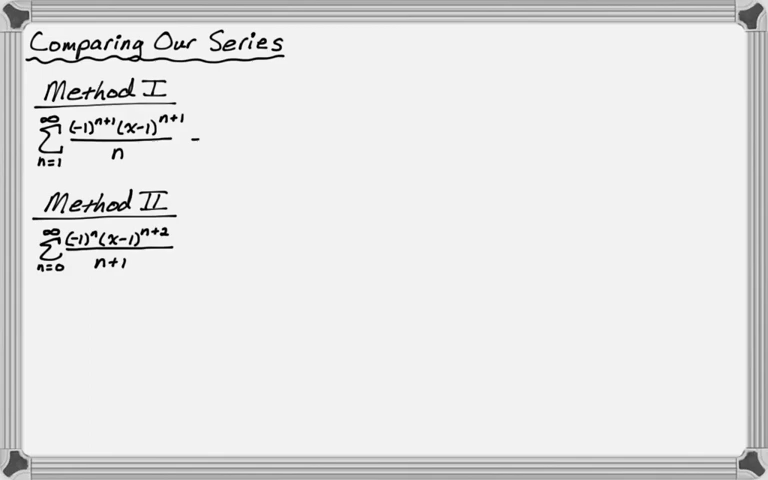 Comparing Our Series
Method I
∞
∑ (-1)^{n+1}(x-1)^{n+1} / n -
n=1
Method II
∞
∑ (-1)^n(x-1)^{n+2} / n+1
n=0